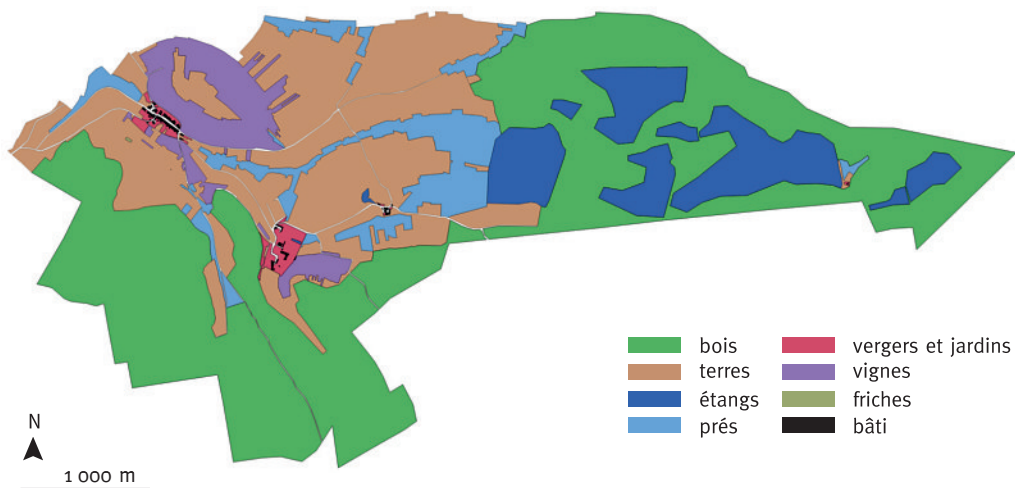 bois
terres
étangs
prés
vergers et jardins
vignes
friches
bâti
N
1 000 m